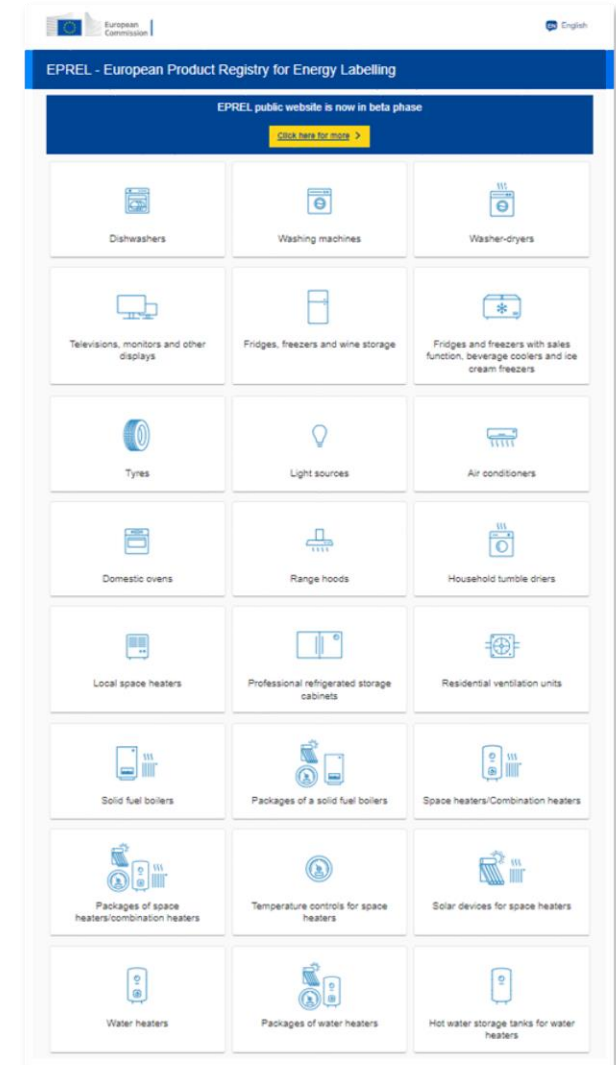 European
Commission
EN English
EPREL - European Product Registry for Energy Labelling
EPREL public website is now in beta phase
Click here for more >
Dishwashers
Washing machines
Washer-dryers
Televisions, monitors and other
displays
Fridges, freezers and wine storage
Fridges and freezers with sales
function, beverage coolers and ice
cream freezers
Tyres
Light sources
Air conditioners
Domestic ovens
Range hoods
Household tumble driers
Local space heaters
Professional refrigerated storage
cabinets
Residential ventilation units
Solid fuel boilers
Packages of a solid fuel boilers
Space heaters/Combination heaters
Packages of space
heaters/combination heaters
Temperature controls for space
heaters
Solar devices for space heaters
Water heaters
Packages of water heaters
Hot water storage tanks for water
heaters